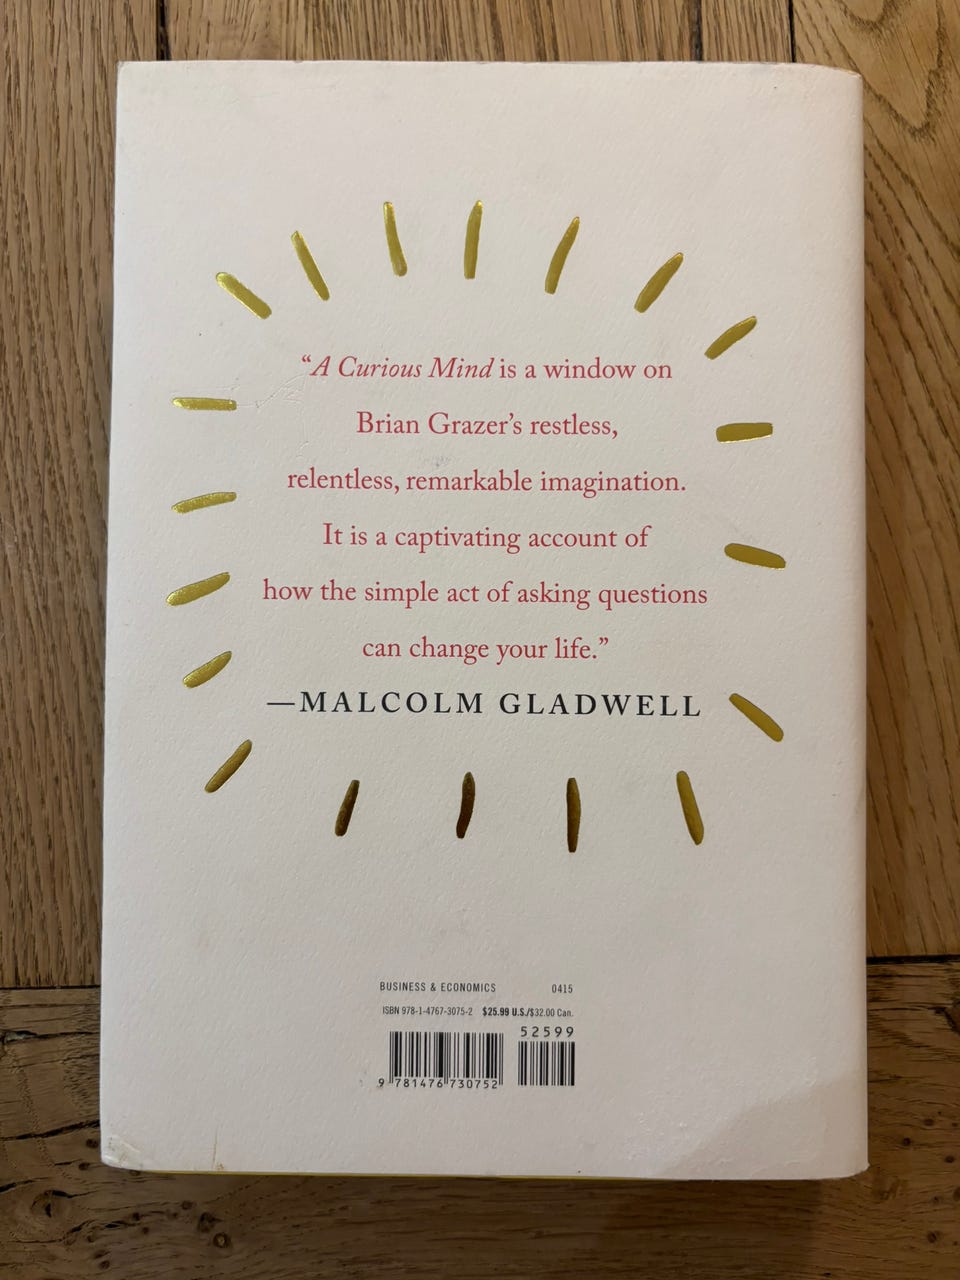 “A Curious Mind is a window on
Brian Grazer’s restless,
relentless, remarkable imagination.
It is a captivating account of
how the simple act of asking questions
can change your life.”
—MALCOLM GLADWELL
BUSINESS & ECONOMICS 0415
ISBN 978-1-4767-3075-2 $25.99 U.S./$32.00 Can.
52599
9 781476 730752